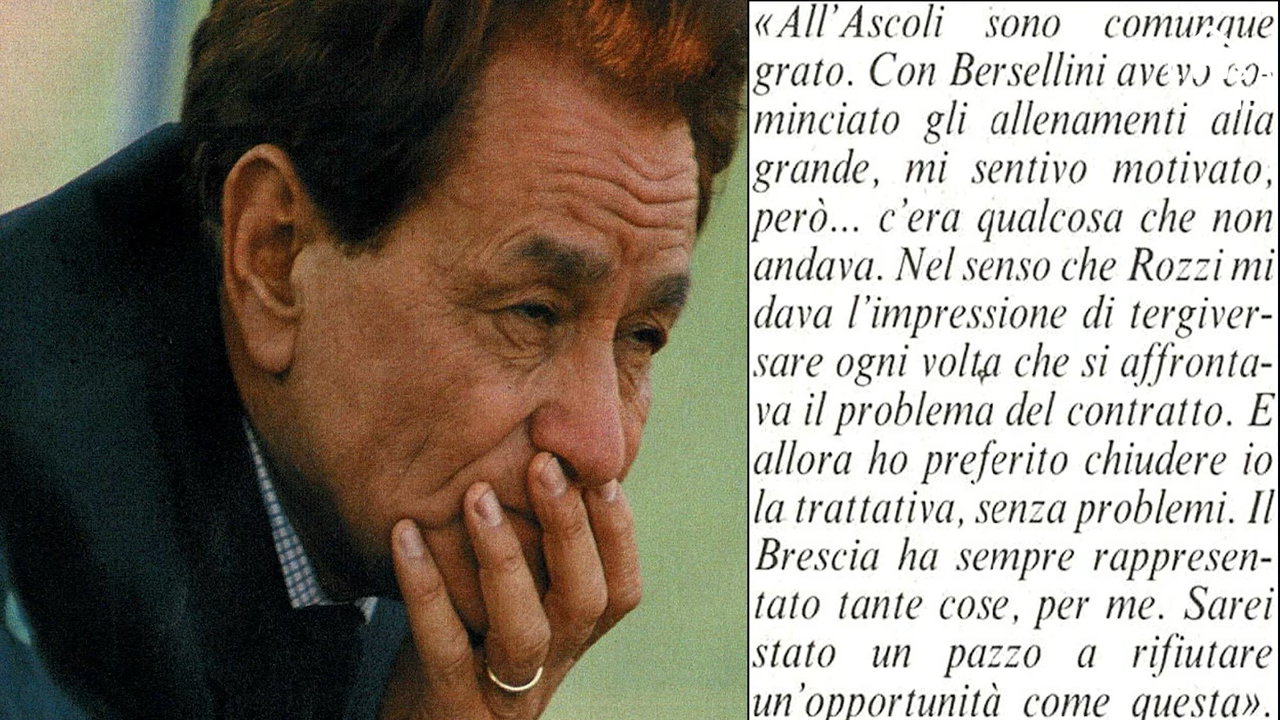 «All'Ascoli sono comunque
grato. Con Bersellini avevo co-
minciato gli allenamenti alla
grande, mi sentivo motivato,
però... c'era qualcosa che non
andava. Nel senso che Rozzi mi
dava l'impressione di tergiver-
sare ogni volta che si affronta-
va il problema del contratto. E
allora ho preferito chiudere io
la trattativa, senza problemi. Il
Brescia ha sempre rappresen-
tato tante cose, per me. Sarei
stato un pazzo a rifiutare
un'opportunità come questa».